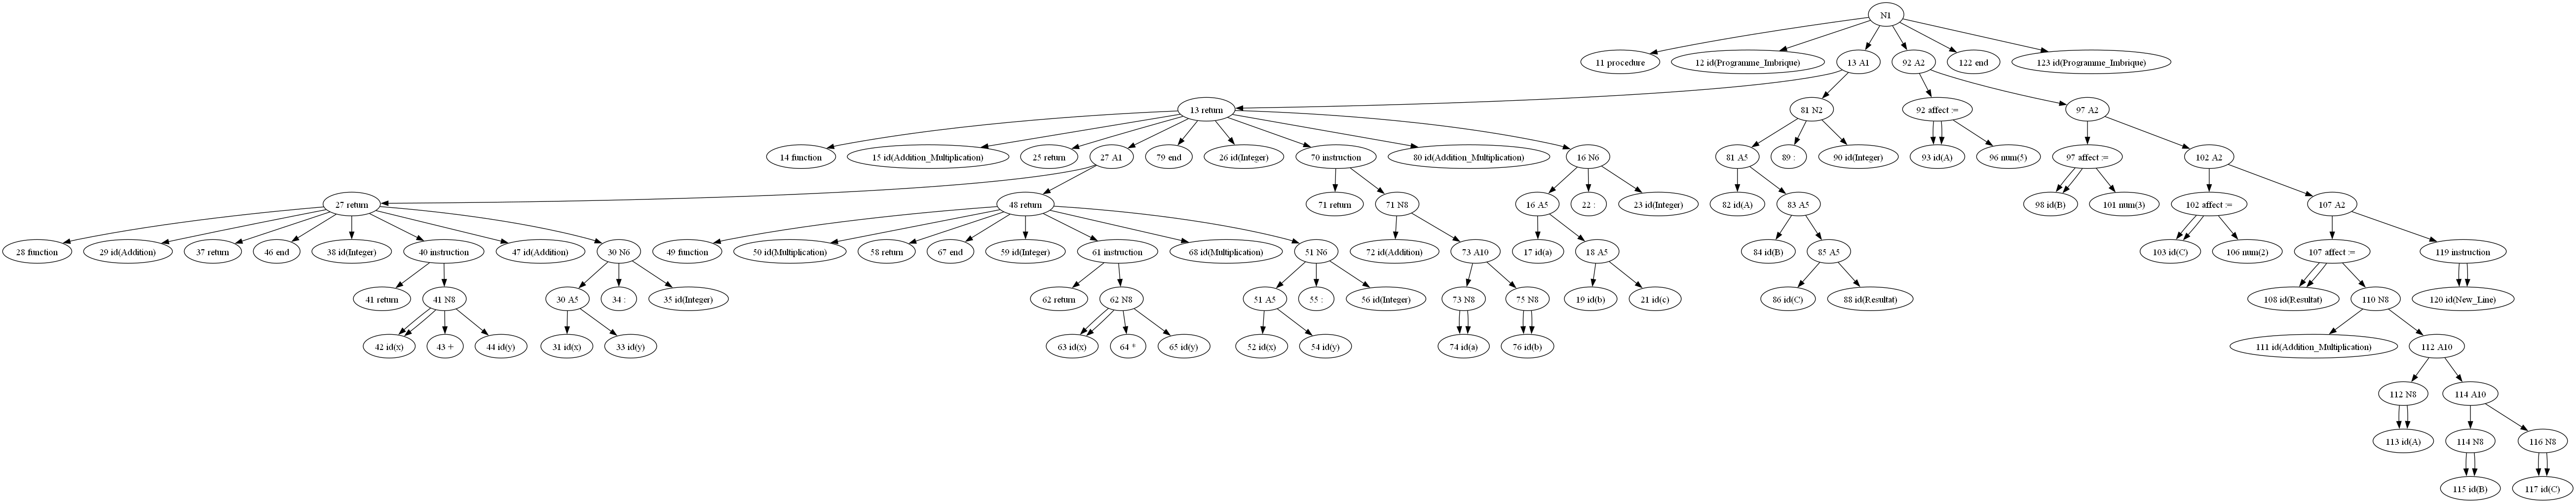 N1
11 procedure
12 id(Programme_Imbrique)
13 A1
92 A2
122 end
123 id(Programme_Imbrique)
13 return
81 N2
92 affect :=
97 A2
14 function
15 id(Addition_Multiplication)
25 return
27 A1
79 end
26 id(Integer)
70 instruction
80 id(Addition_Multiplication)
16 N6
81 A5
89 :
90 id(Integer)
93 id(A)
96 num(5)
97 affect :=
102 A2
27 return
48 return
71 return
71 N8
16 A5
22 :
23 id(Integer)
82 id(A)
83 A5
98 id(B)
101 num(3)
102 affect :=
107 A2
28 function
29 id(Addition)
37 return
46 end
38 id(Integer)
40 instruction
47 id(Addition)
30 N6
49 function
50 id(Multiplication)
58 return
67 end
59 id(Integer)
61 instruction
68 id(Multiplication)
51 N6
72 id(Addition)
73 A10
17 id(a)
18 A5
84 id(B)
85 A5
103 id(C)
106 num(2)
107 affect :=
119 instruction
41 return
41 N8
30 A5
34 :
35 id(Integer)
62 return
62 N8
51 A5
55 :
56 id(Integer)
73 N8
75 N8
19 id(b)
21 id(c)
86 id(C)
88 id(Resultat)
108 id(Resultat)
110 N8
120 id(New_Line)
42 id(x)
43 +
44 id(y)
31 id(x)
33 id(y)
63 id(x)
64 *
65 id(y)
52 id(x)
54 id(y)
74 id(a)
76 id(b)
111 id(Addition_Multiplication)
112 A10
112 N8
114 A10
113 id(A)
114 N8
116 N8
115 id(B)
117 id(C)